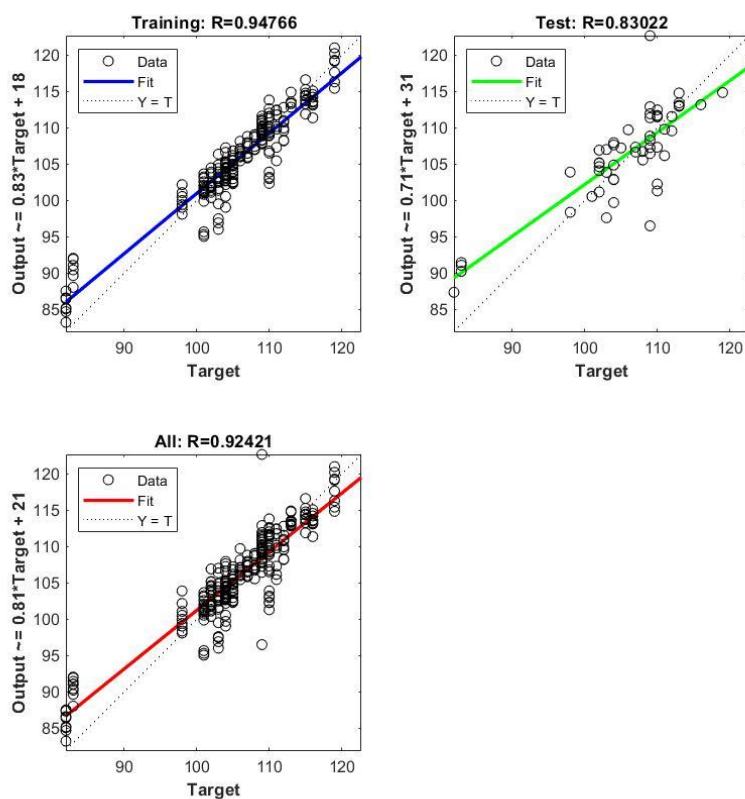 Training: R=0.94766
Data
Fit
Y = T
Output ~= 0.83*Target + 18
120
115
110
105
100
95
90
85
90
100
110
120
Target
Test: R=0.83022
Data
Fit
Y = T
Output ~= 0.71*Target + 31
120
115
110
105
100
95
90
85
90
100
110
120
Target
All: R=0.92421
Data
Fit
Y = T
Output ~= 0.81*Target + 21
120
115
110
105
100
95
90
85
90
100
110
120
Target